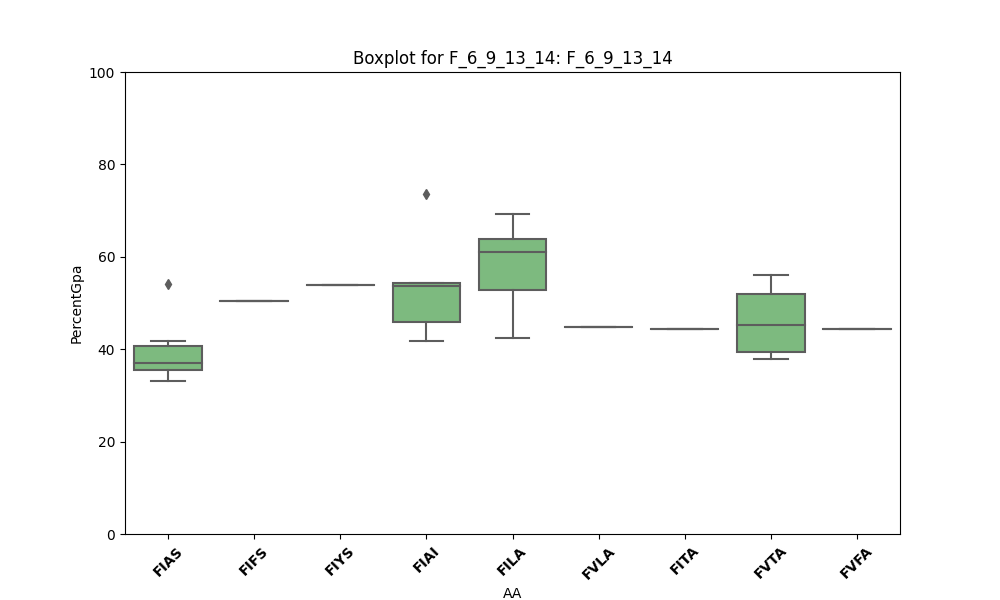 Boxplot for F_6_9_13_14: F_6_9_13_14
100
80
60
40
20
0
PercentGpa
FIAS
FIFS
FIYS
FIAI
FILA
FVLA
FITA
FVTA
FVFA
AA